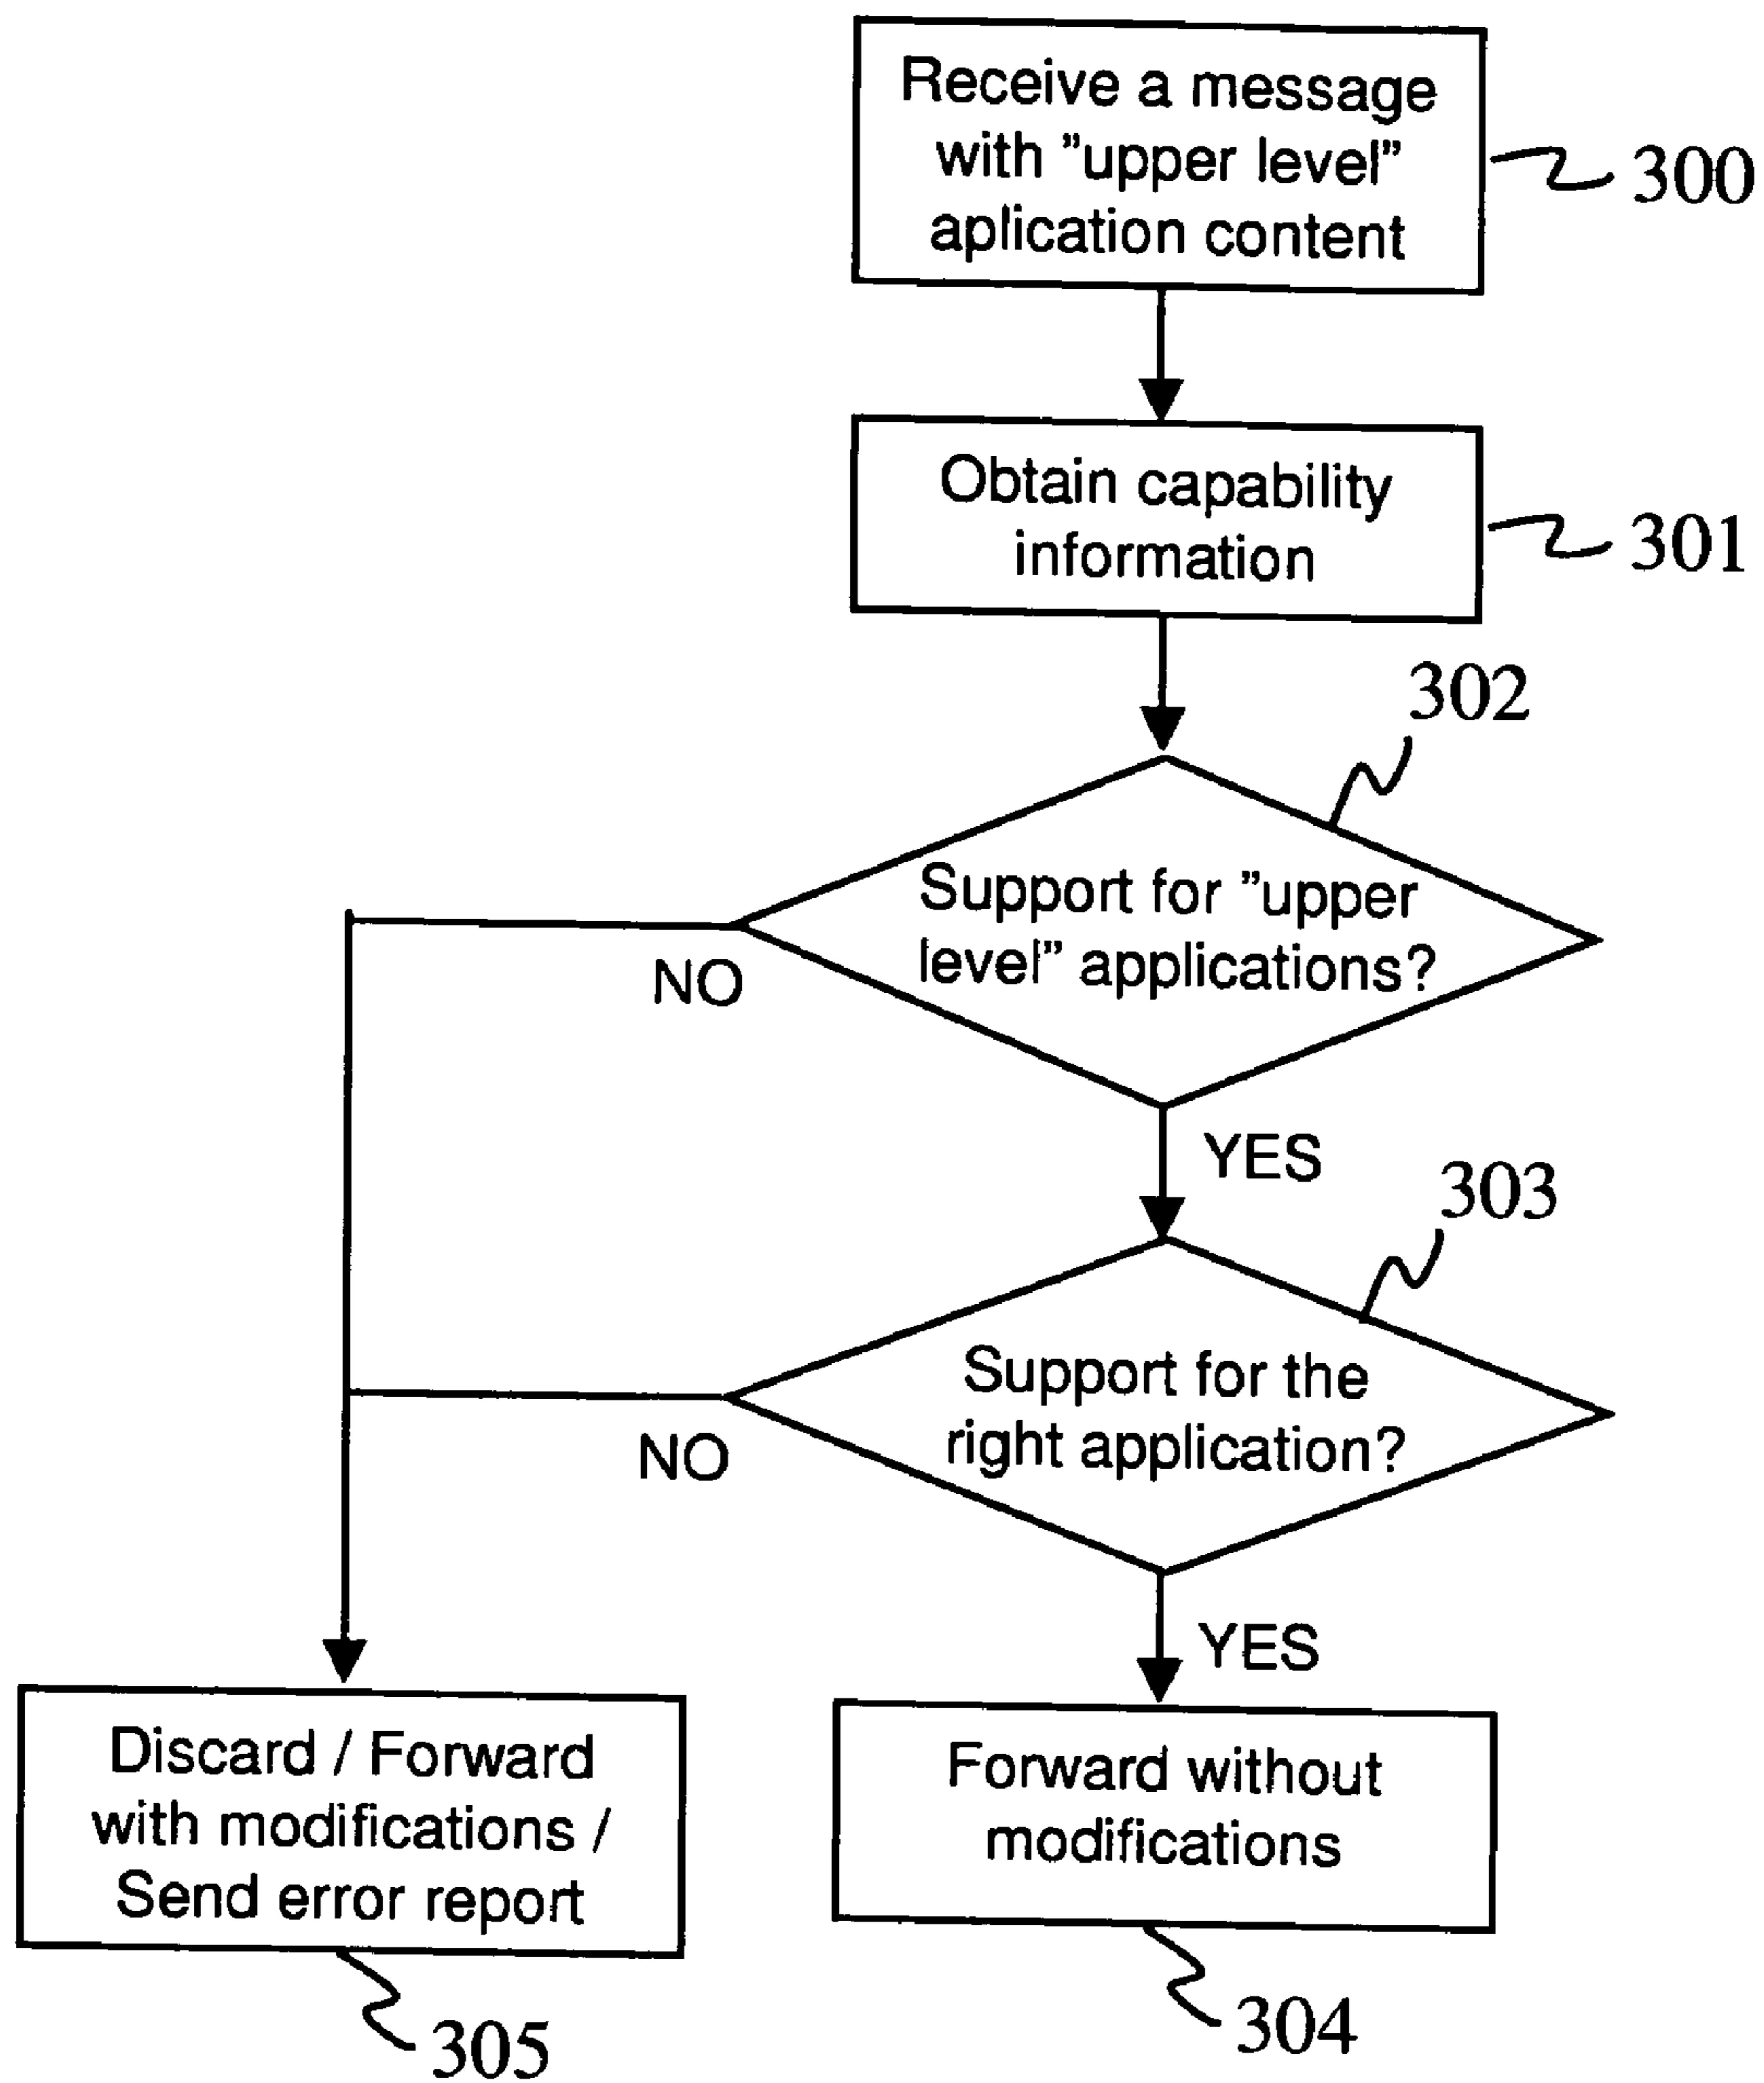 Receive a message
with ”upper level”
aplication content
300
Obtain capability
information
301
302
Support for ”upper
level” applications?
NO
YES
303
Support for the
right application?
NO
YES
Discard / Forward
with modifications /
Send error report
Forward without
modifications
305
304